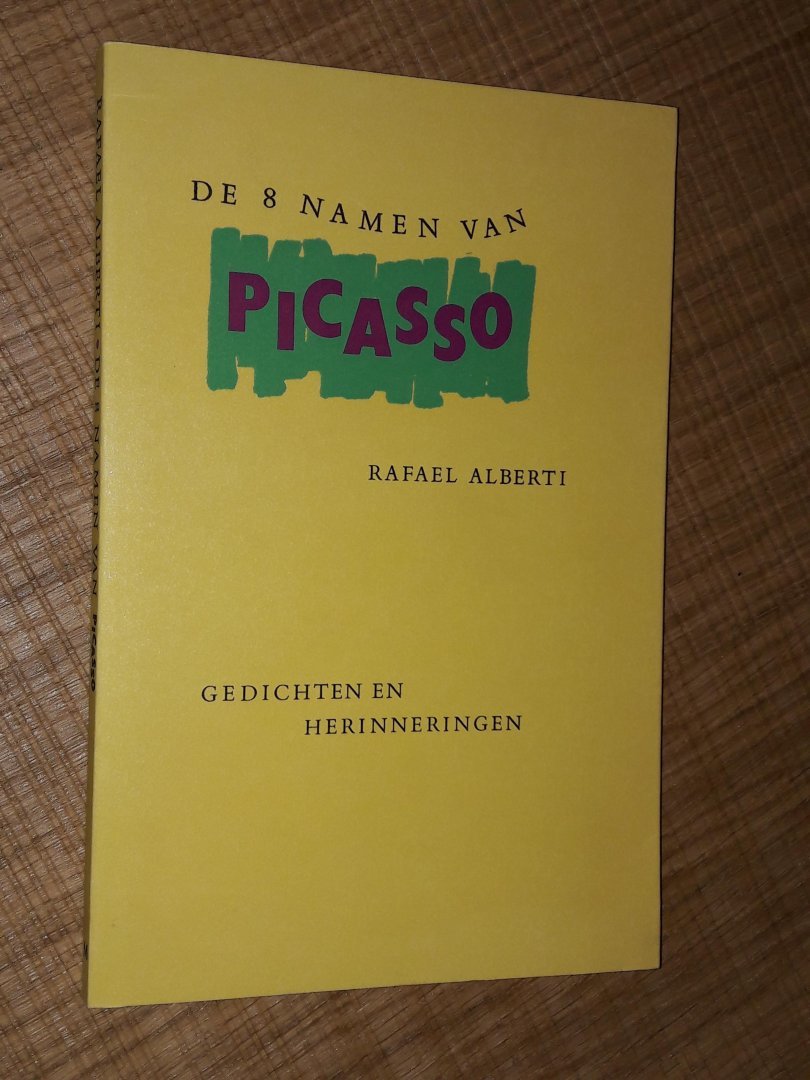 DE 8 NAMEN VAN
PICASSO
RAFAEL ALBERTI
GEDICHTEN EN
HERINNERINGEN
RAFAEL ALBERTI - DE 8 NAMEN VAN PICASSO